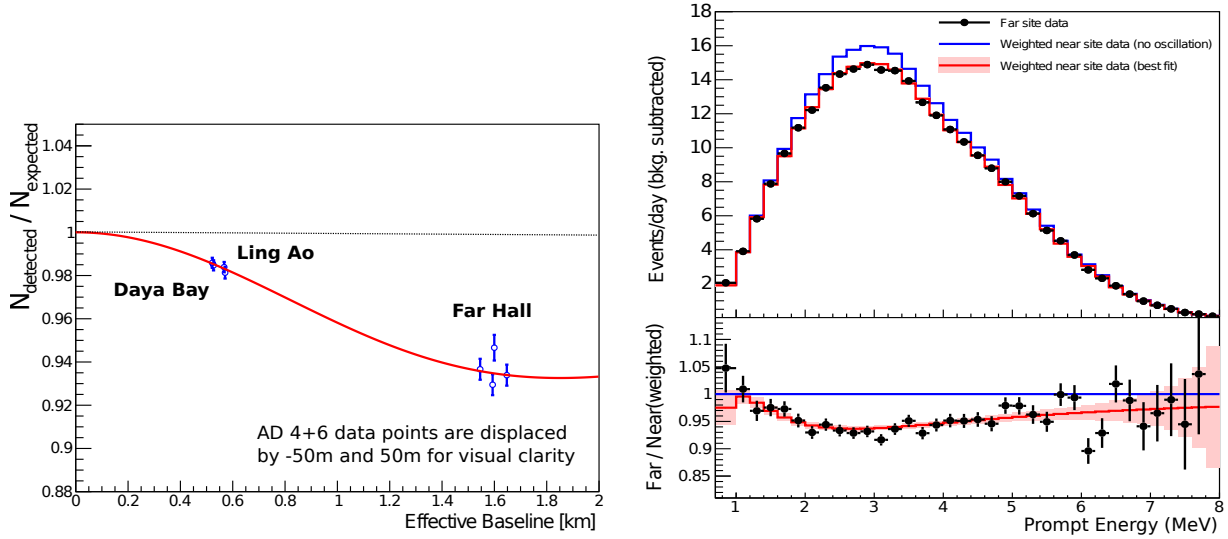 N_detected / N_expected
1.04
1.02
1
0.98
0.96
0.94
0.92
0.9
0.88
Ling Ao
Daya Bay
Far Hall
AD 4+6 data points are displaced
by -50m and 50m for visual clarity
0 0.2 0.4 0.6 0.8 1 1.2 1.4 1.6 1.8 2
Effective Baseline [km]
Events/day (bkg. subtracted)
18
16
14
12
10
8
6
4
2
Far site data
Weighted near site data (no oscillation)
Weighted near site data (best fit)
Far / Near(weighted)
1.1
1.05
1
0.95
0.9
0.85
1 2 3 4 5 6 7 8
Prompt Energy (MeV)